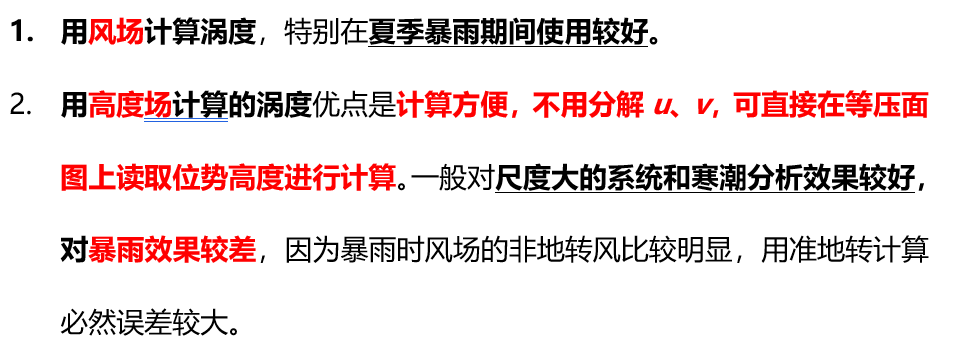 1. 用风场计算涡度，特别在夏季暴雨期间使用较好。
2. 用高度场计算的涡度优点是计算方便，不用分解 u、v，可直接在等压面
图上读取位势高度进行计算。一般对尺度大的系统和寒潮分析效果较好，
对暴雨效果较差，因为暴雨时风场的非地转风比较明显，用准地转计算
必然误差较大。